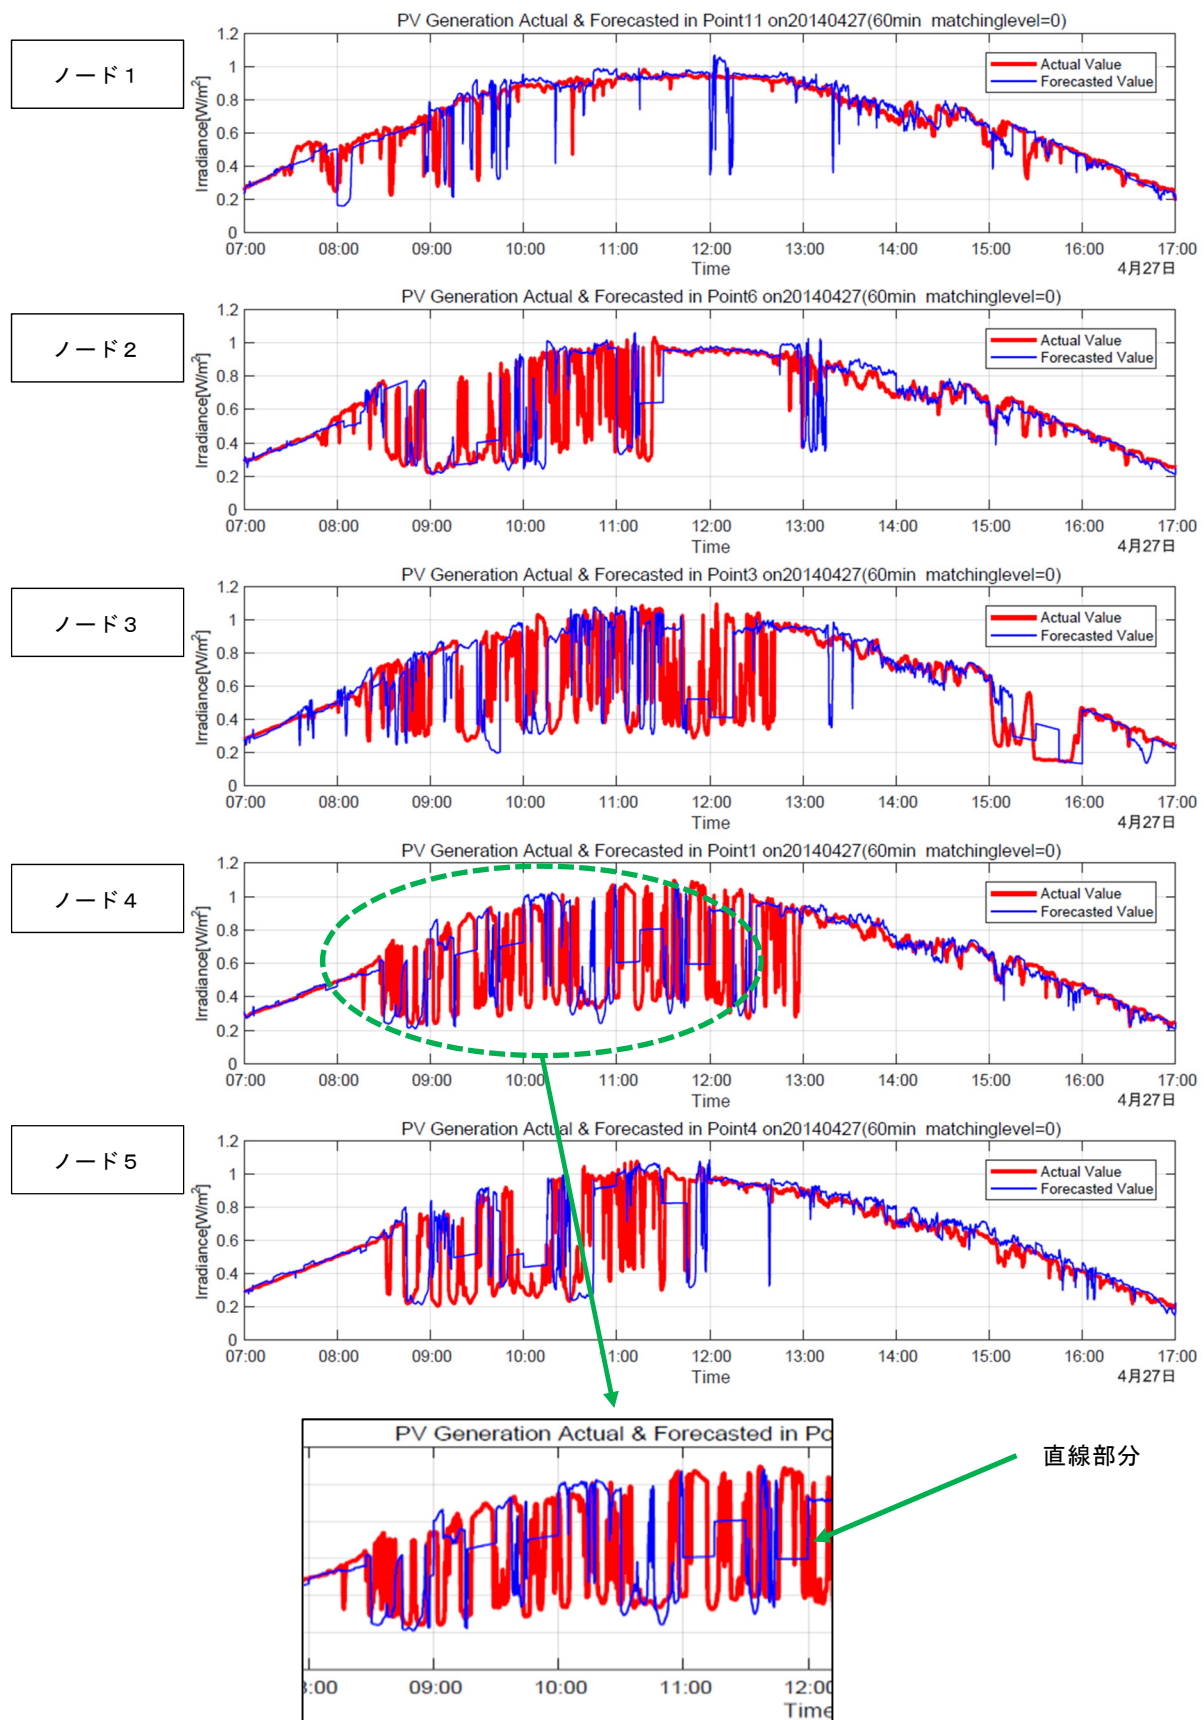 PV Generation Actual & Forecasted in Point11 on20140427(60min  matchinglevel=0)
ノード１
Irradiance[W/m²]
1.2
1
0.8
0.6
0.4
0.2
0
Actual Value
Forecasted Value
07:00 08:00 09:00 10:00 11:00 12:00 13:00 14:00 15:00 16:00 17:00
Time
4月27日
PV Generation Actual & Forecasted in Point6 on20140427(60min  matchinglevel=0)
ノード２
Irradiance[W/m²]
1.2
1
0.8
0.6
0.4
0.2
0
Actual Value
Forecasted Value
07:00 08:00 09:00 10:00 11:00 12:00 13:00 14:00 15:00 16:00 17:00
Time
4月27日
PV Generation Actual & Forecasted in Point3 on20140427(60min  matchinglevel=0)
ノード３
Irradiance[W/m²]
1.2
1
0.8
0.6
0.4
0.2
0
Actual Value
Forecasted Value
07:00 08:00 09:00 10:00 11:00 12:00 13:00 14:00 15:00 16:00 17:00
Time
4月27日
PV Generation Actual & Forecasted in Point1 on20140427(60min  matchinglevel=0)
ノード４
Irradiance[W/m²]
1.2
1
0.8
0.6
0.4
0.2
0
Actual Value
Forecasted Value
07:00 08:00 09:00 10:00 11:00 12:00 13:00 14:00 15:00 16:00 17:00
Time
4月27日
PV Generation Actual & Forecasted in Point4 on20140427(60min  matchinglevel=0)
ノード５
Irradiance[W/m²]
1.2
1
0.8
0.6
0.4
0.2
0
Actual Value
Forecasted Value
07:00 08:00 09:00 10:00 11:00 12:00 13:00 14:00 15:00 16:00 17:00
Time
4月27日
PV Generation Actual & Forecasted in Po
直線部分
:00 09:00 10:00 11:00 12:00
Time